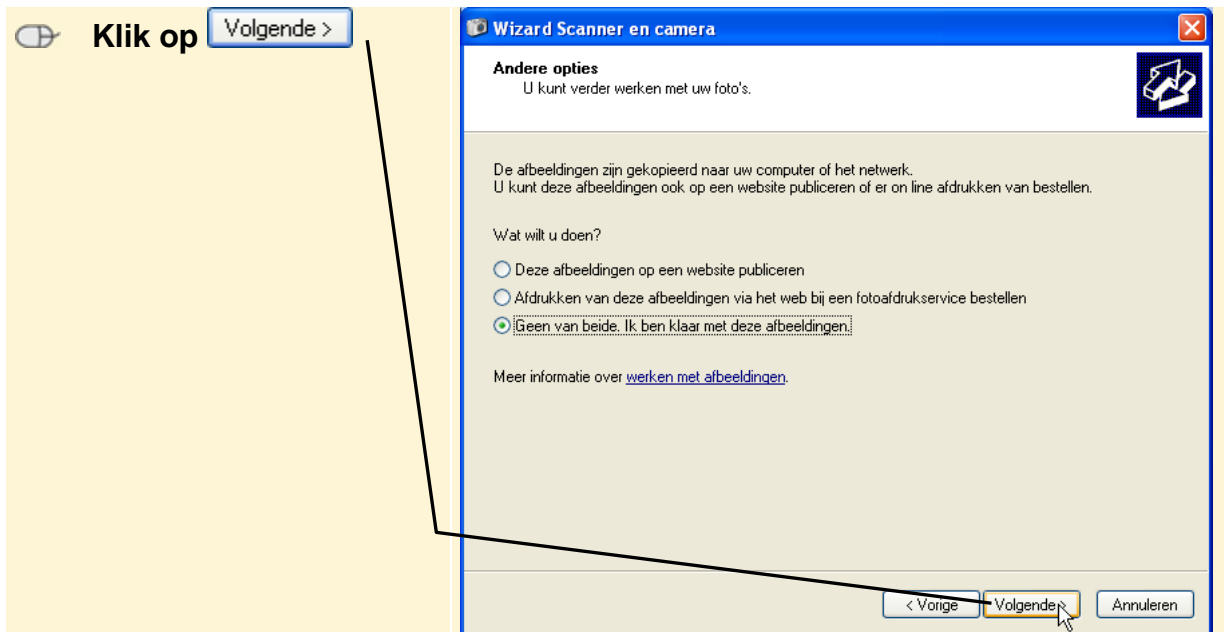 Klik op Volgende >
Wizard Scanner en camera
Andere opties
U kunt verder werken met uw foto's.
De afbeeldingen zijn gekopieerd naar uw computer of het netwerk.
U kunt deze afbeeldingen ook op een website publiceren of er on line afdrukken van bestellen.
Wat wilt u doen?
Deze afbeeldingen op een website publiceren
Afdrukken van deze afbeeldingen via het web bij een fotoafdrukservice bestellen
Geen van beide. Ik ben klaar met deze afbeeldingen.
Meer informatie over werken met afbeeldingen.
< Vorige Volgende > Annuleren